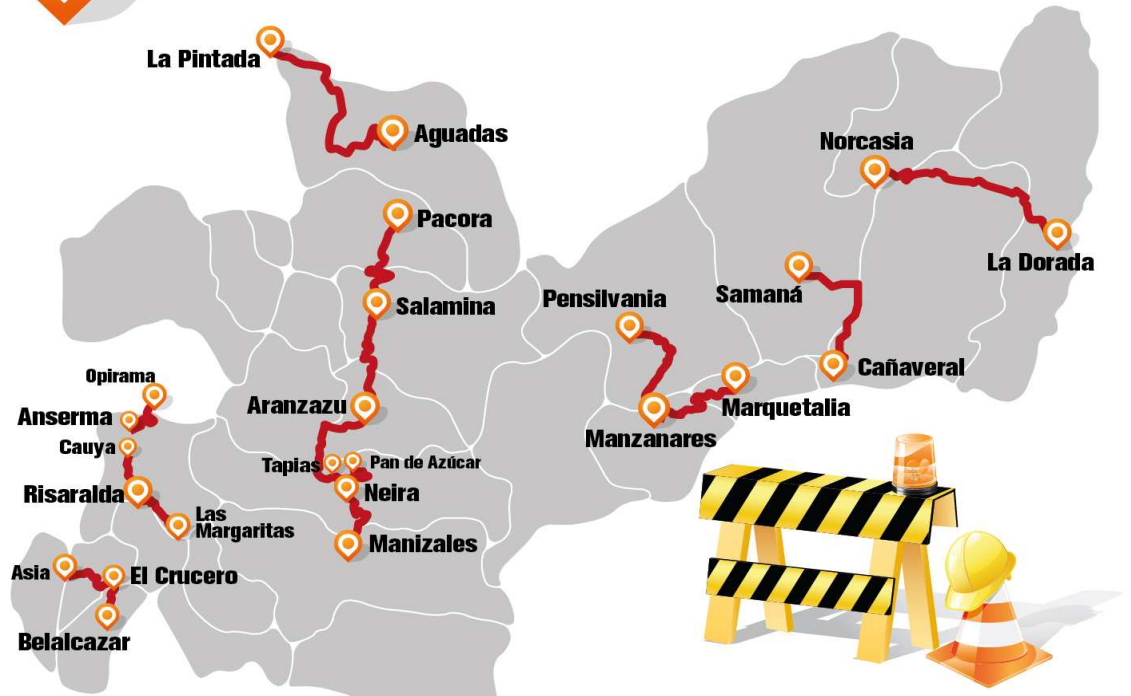 La Pintada
Aguadas
Norcasia
Pacora
La Dorada
Samaná
Pensilvania
Salamina
Cañaveral
Opirama
Aranzazu
Marquetalia
Anserma
Manzanares
Cauya
Tapias
Pan de Azúcar
Risaralda
Neira
Las
Margaritas
Manizales
Asia
El Crucero
Belalcazar